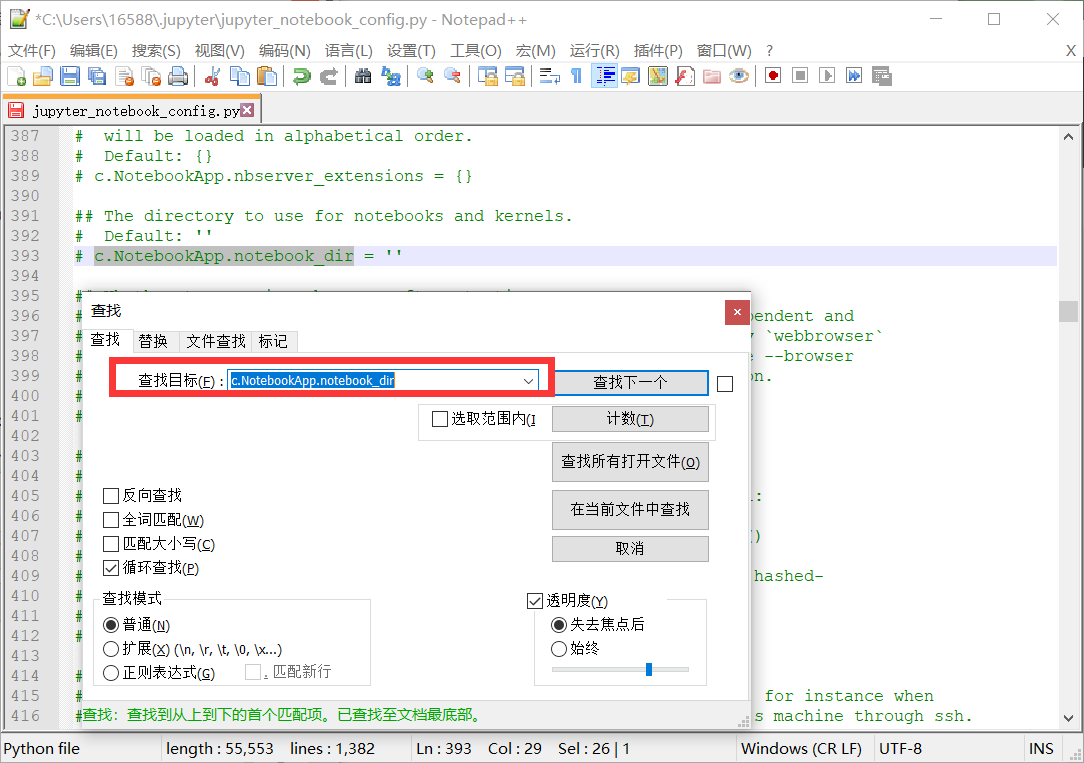 *C:\Users\16588\.jupyter\jupyter_notebook_config.py - Notepad++
文件(F) 编辑(E) 搜索(S) 视图(V) 编码(N) 语言(L) 设置(T) 工具(O) 宏(M) 运行(R) 插件(P) 窗口(W) ? X
jupyter_notebook_config.py
387 # will be loaded in alphabetical order.
388 # Default: {}
389 # c.NotebookApp.nbserver_extensions = {}
390
391 ## The directory to use for notebooks and kernels.
392 # Default: ''
393 # c.NotebookApp.notebook_dir = ''
394
395 #
396 # pendent and
397 # `webbrowser`
398 # --browser
399 # on.
400 #
401 #
402
403 #
404 #
405 # l:
406 #
407 # ()
408 #
409 # hashed-
410 #
411 #
412 #
413
414 #
415 # for instance when
416 # s machine through ssh.
查找
查找 替换 文件查找 标记
查找目标(F) : c.NotebookApp.notebook_dir
查找下一个
选取范围内(I
计数(T)
查找所有打开文件(O)
在当前文件中查找
取消
反向查找
全词匹配(W)
匹配大小写(C)
循环查找(P)
查找模式
普通(N)
扩展(X) (\n, \r, \t, \0, \x...)
正则表达式(G) . 匹配新行
透明度(Y)
失去焦点后
始终
查找: 查找到从上到下的首个匹配项。已查找至文档最底部。
Python file length : 55,553 lines : 1,382 Ln : 393 Col : 29 Sel : 26 | 1 Windows (CR LF) UTF-8 INS